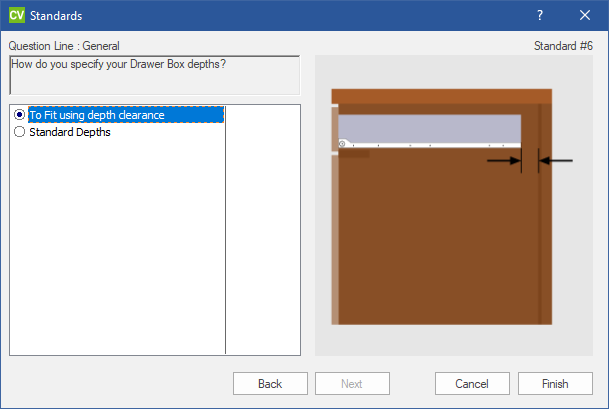 CV Standards ?
Question Line : General
Standard #6
How do you specify your Drawer Box depths?
To Fit using depth clearance
Standard Depths
Back
Next
Cancel
Finish